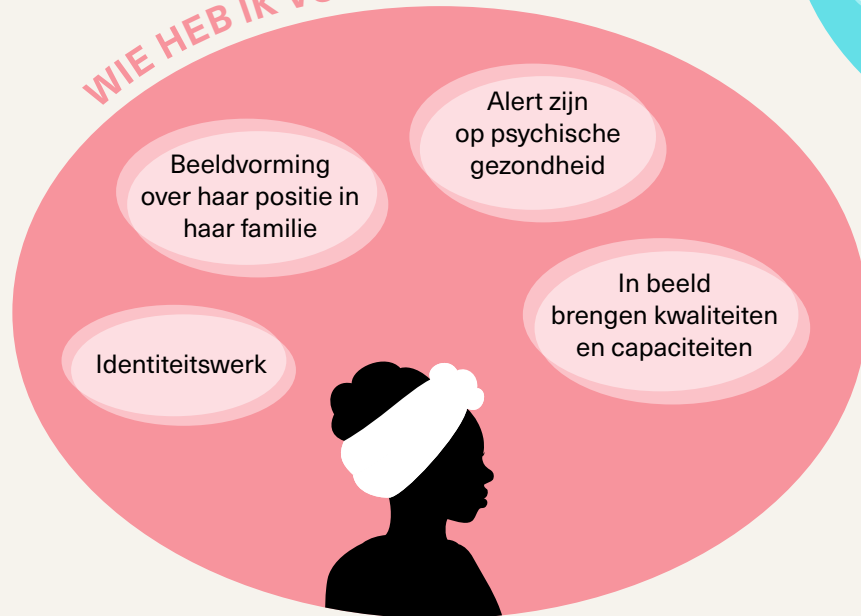 WIE HEB IK
Beeldvorming
over haar positie in
haar familie
Alert zijn
op psychische
gezondheid
In beeld
brengen kwaliteiten
en capaciteiten
Identiteitswerk